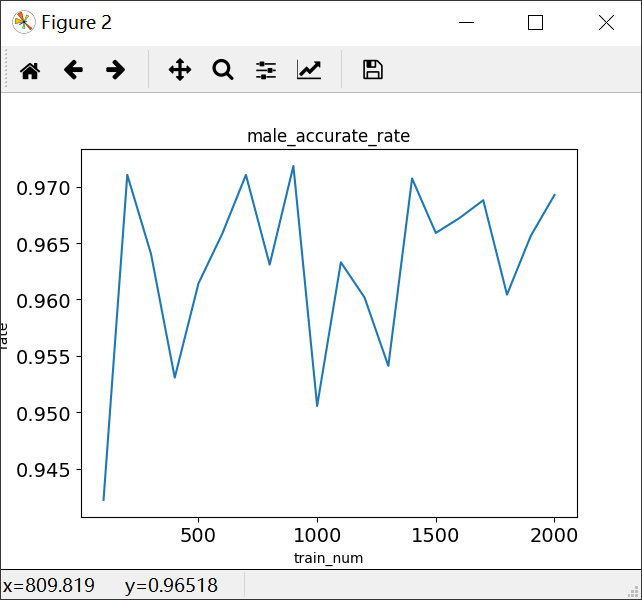 Figure 2
male_accurate_rate
0.970
0.965
0.960
0.955
0.950
0.945
rate
500 1000 1500 2000
train_num
x=809.819 y=0.96518